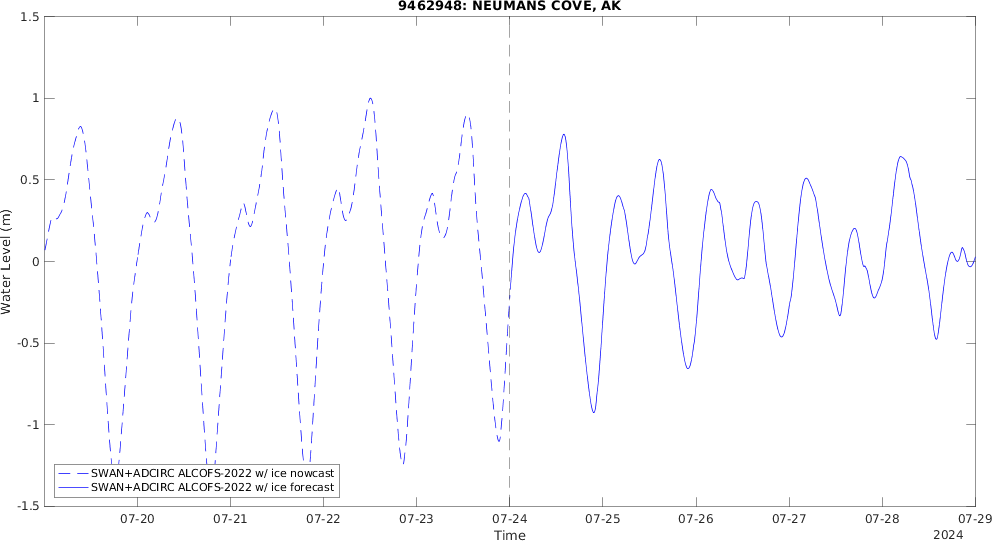 9462948: NEUMANS COVE, AK
1.5
1
0.5
0
-0.5
-1
-1.5
Water Level (m)
SWAN+ADCIRC ALCOFS-2022 w/ ice nowcast
SWAN+ADCIRC ALCOFS-2022 w/ ice forecast
07-20 07-21 07-22 07-23 07-24 07-25 07-26 07-27 07-28 07-29
Time
2024